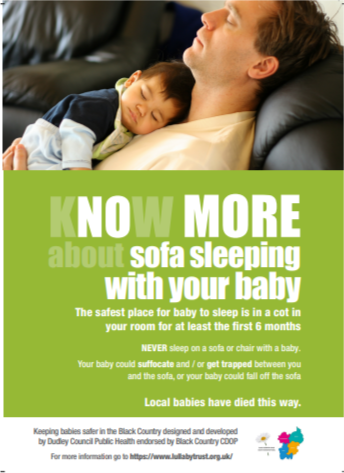 KNOW MORE
about sofa sleeping
with your baby
The safest place for baby to sleep is in a cot in
your room for at least the first 6 months
NEVER sleep on a sofa or chair with a baby.
Your baby could suffocate and / or get trapped between you
and the sofa, or your baby could fall off the sofa
Local babies have died this way.
Keeping babies safer in the Black Country designed and developed
by Dudley Council Public Health endorsed by Black Country CDOP
For more information go to https://www.lullabytrust.org.uk/